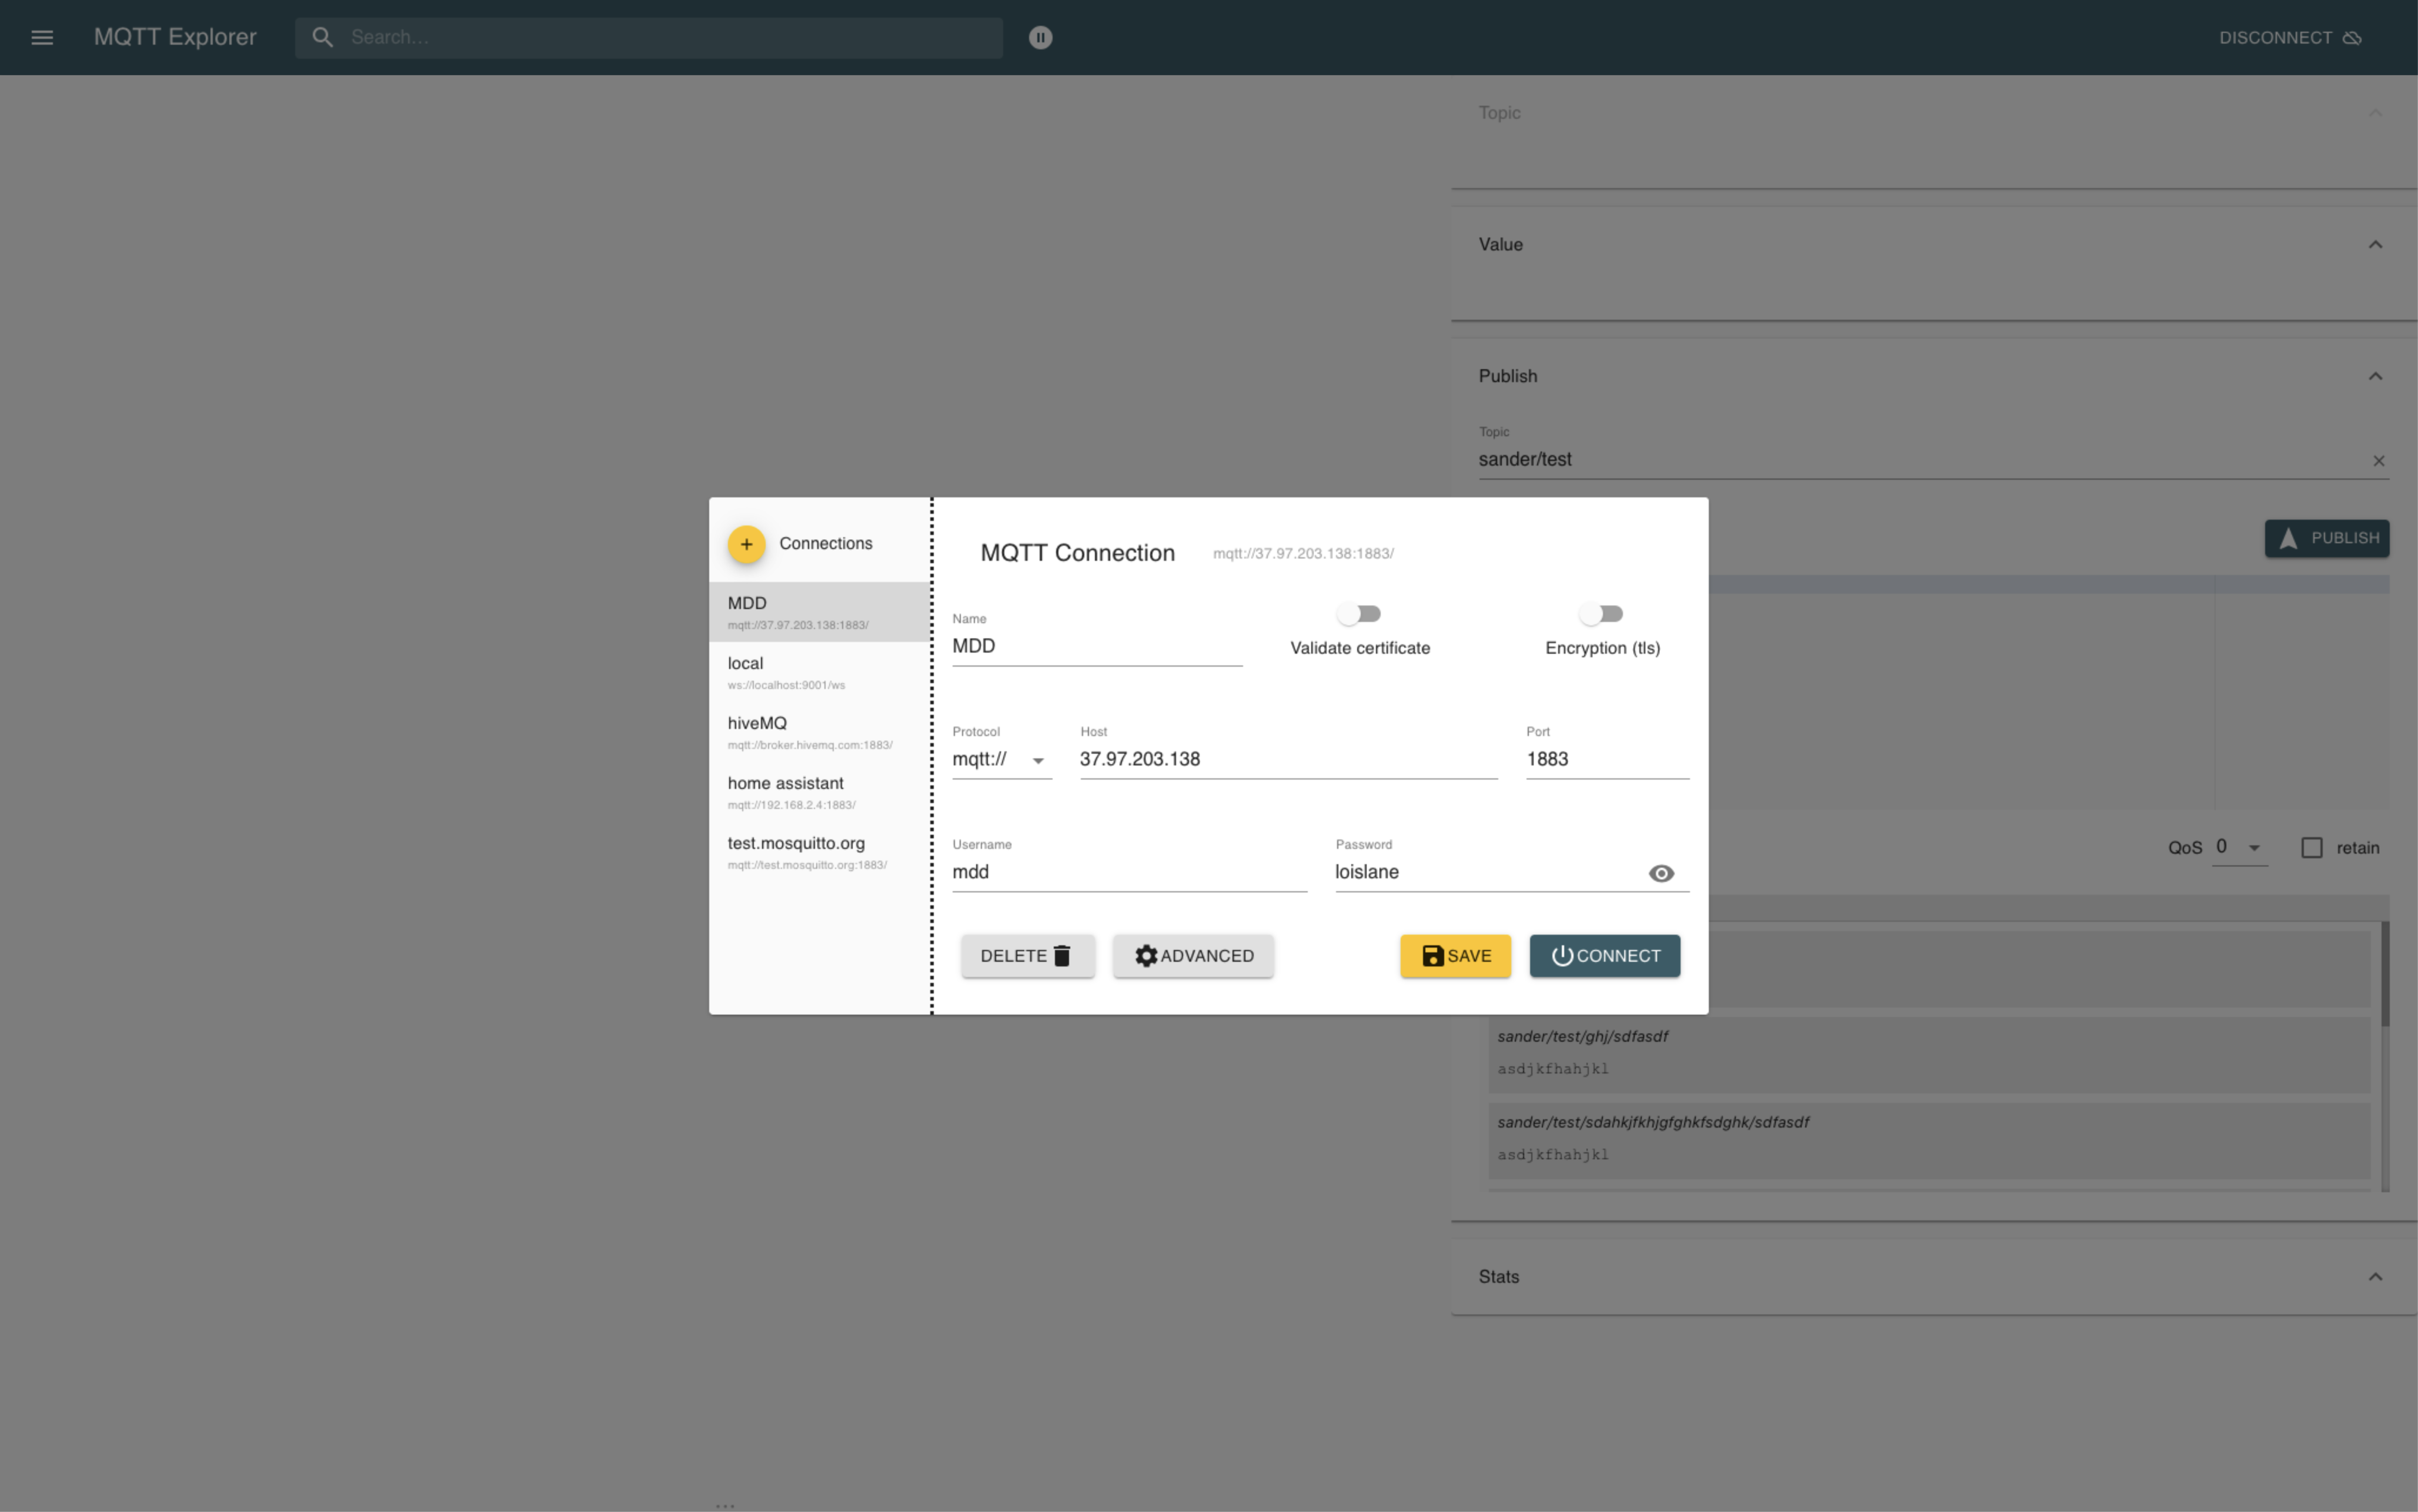 MQTT Explorer
Search...
DISCONNECT
Topic
Value
Publish
Topic
sander/test
PUBLISH
QoS 0
retain
sander/test/ghj/sdfasdf
asdjkfhahjkl
sander/test/sdahkjfkhjgfghkfsdghk/sdfasdf
asdjkfhahjkl
Stats
Connections
MDD
mqtt://37.97.203.138:1883/
local
ws://localhost:9001/ws
hiveMQ
mqtt://broker.hivemq.com:1883/
home assistant
mqtt://192.168.2.4:1883/
test.mosquitto.org
mqtt://test.mosquitto.org:1883/
MQTT Connection mqtt://37.97.203.138:1883/
Name
MDD
Validate certificate
Encryption (tls)
Protocol Host Port
mqtt:// 37.97.203.138 1883
Username Password
mdd loislane
DELETE ADVANCED SAVE CONNECT